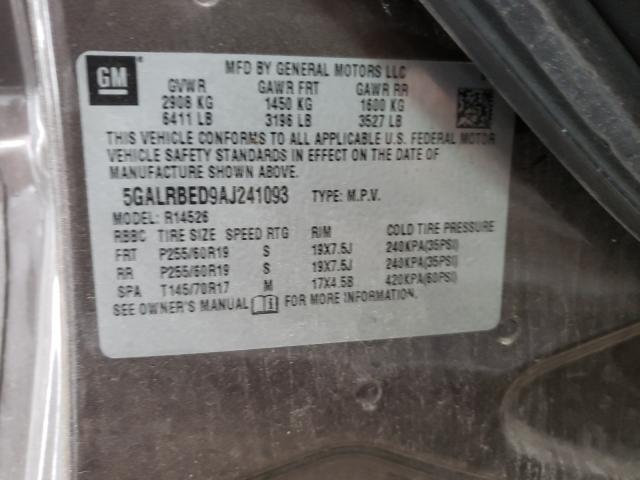 GM
MFD BY GENERAL MOTORS LLC
GVWR GAWR FRT GAWR RR
2908 KG 1450 KG 1600 KG
6411 LB 3196 LB 3527 LB
THIS VEHICLE CONFORMS TO ALL APPLICABLE U.S. FEDERAL MOTOR
VEHICLE SAFETY STANDARDS IN EFFECT ON THE DATE OF
MANUFACTURE SHOWN ABOVE.
5GALRBED9AJ241093 TYPE: M.P.V.
MODEL: R14526
RBBC TIRE SIZE SPEED RTG RIM COLD TIRE PRESSURE
FRT P255/60R19 S 19X7.5J 240KPA(35PSI)
RR P255/60R19 S 19X7.5J 240KPA(35PSI)
SPA T145/70R17 M 17X4.5B 420KPA(60PSI)
SEE OWNER'S MANUAL FOR MORE INFORMATION.